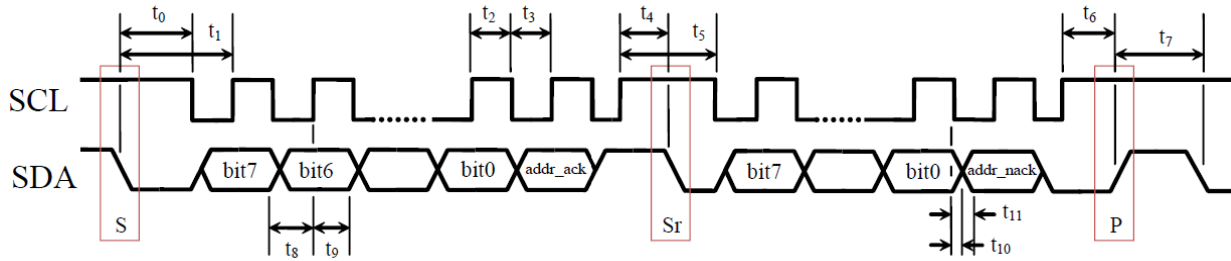 t0 t2 t3 t4 t6
t1 t5 t7
SCL
SDA bit7 bit6 bit0 addr_ack bit7 bit0 addr_nack
S Sr t11 P
t8 t9 t10